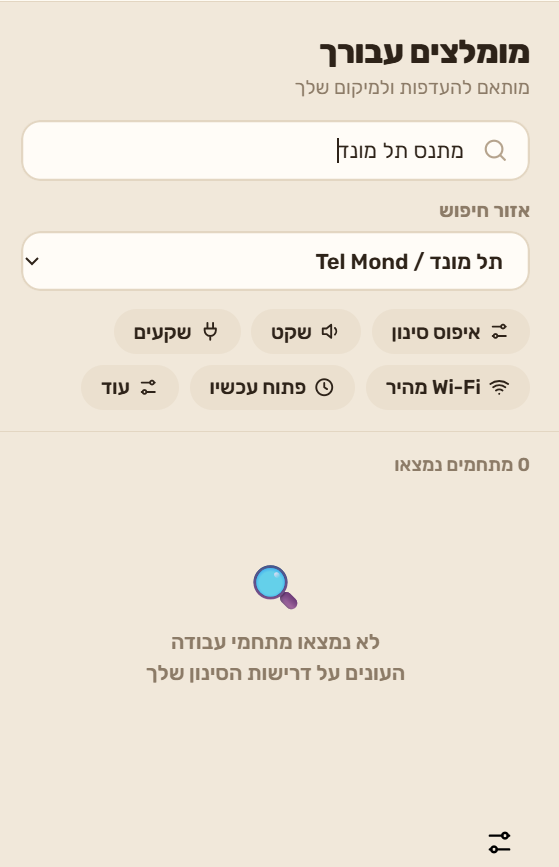 מומלצים עבורך
מותאם להעדפות ולמיקום שלך
מתנס תל מונד
אזור חיפוש
תל מונד / Tel Mond
איפוס סינון
שקט
שקעים
Wi-Fi מהיר
פתוח עכשיו
עוד
0 מתחמים נמצאו
לא נמצאו מתחמי עבודה
העונים על דרישות הסינון שלך